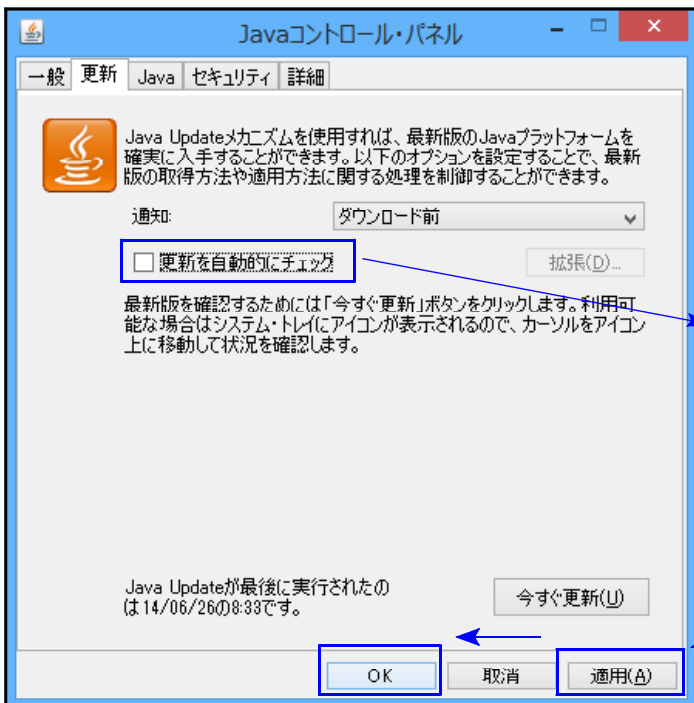 Javaコントロール・パネル
一般 更新 Java セキュリティ 詳細
Java Updateメカニズムを使用すれば、最新版のJavaプラットフォームを
確実に入手することができます。以下のオプションを設定することで、最新
版の取得方法や適用方法に関する処理を制御することができます。
通知: ダウンロード前
更新を自動的にチェック 拡張(D)...
最新版を確認するためには「今すぐ更新」ボタンをクリックします。利用可
能な場合はシステム・トレイにアイコンが表示されるので、カーソルをアイコン
上に移動して状況を確認します。
Java Updateが最後に実行されたの
は14/06/26の8:33です。
今すぐ更新(U)
OK 取消 適用(A)